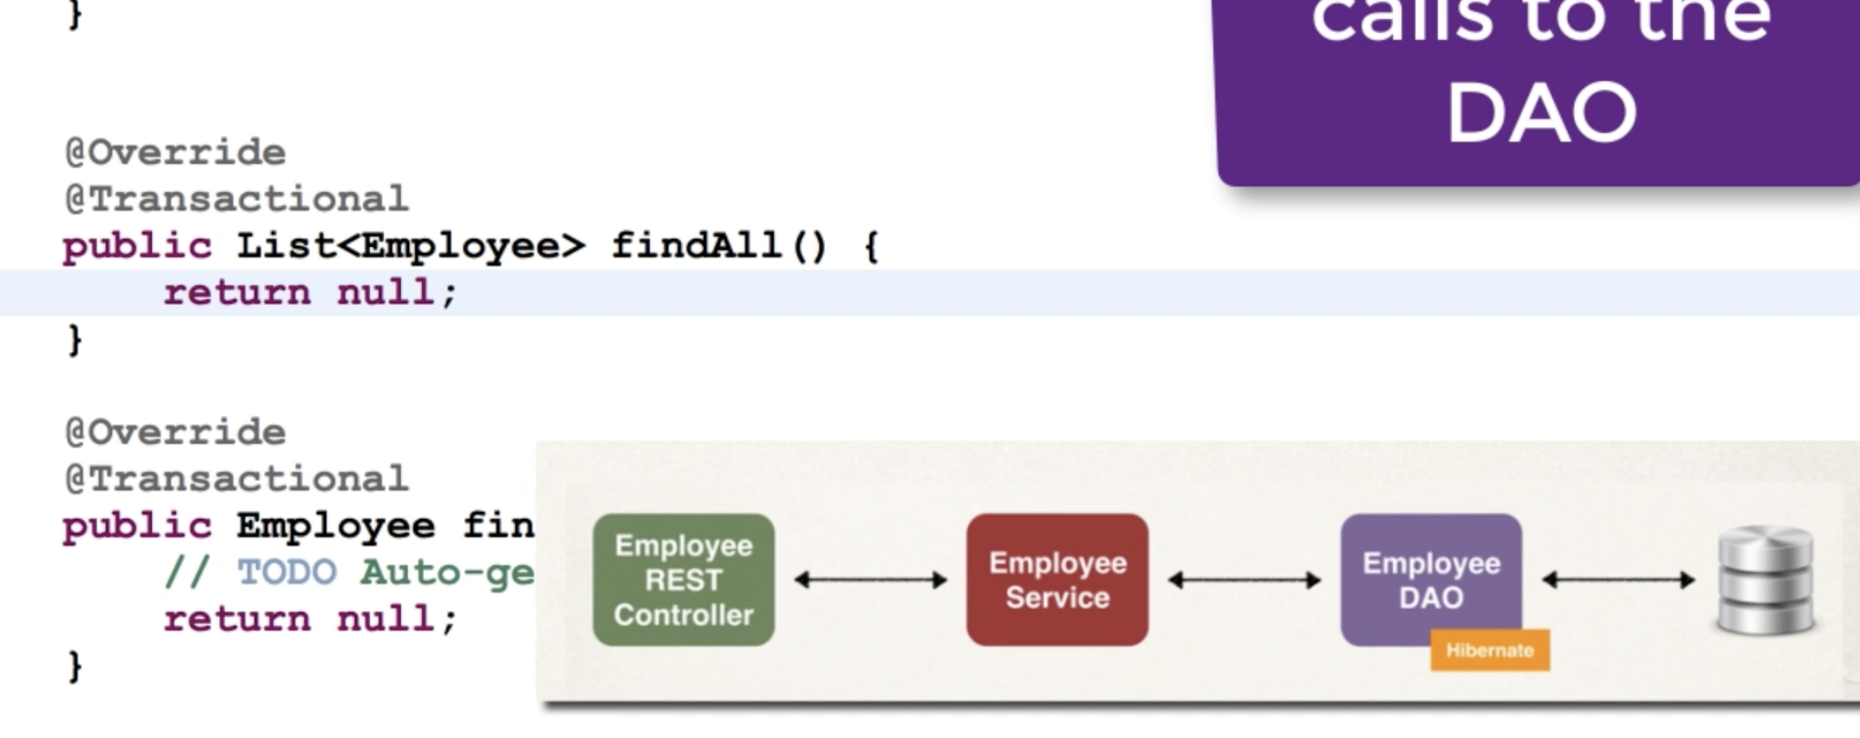 }
calls to the
DAO
@Override
@Transactional
public List<Employee> findAll() {
return null;
}
@Override
@Transactional
public Employee fin
// TODO Auto-ge
return null;
}
Employee
REST
Controller
Employee
Service
Employee
DAO
Hibernate